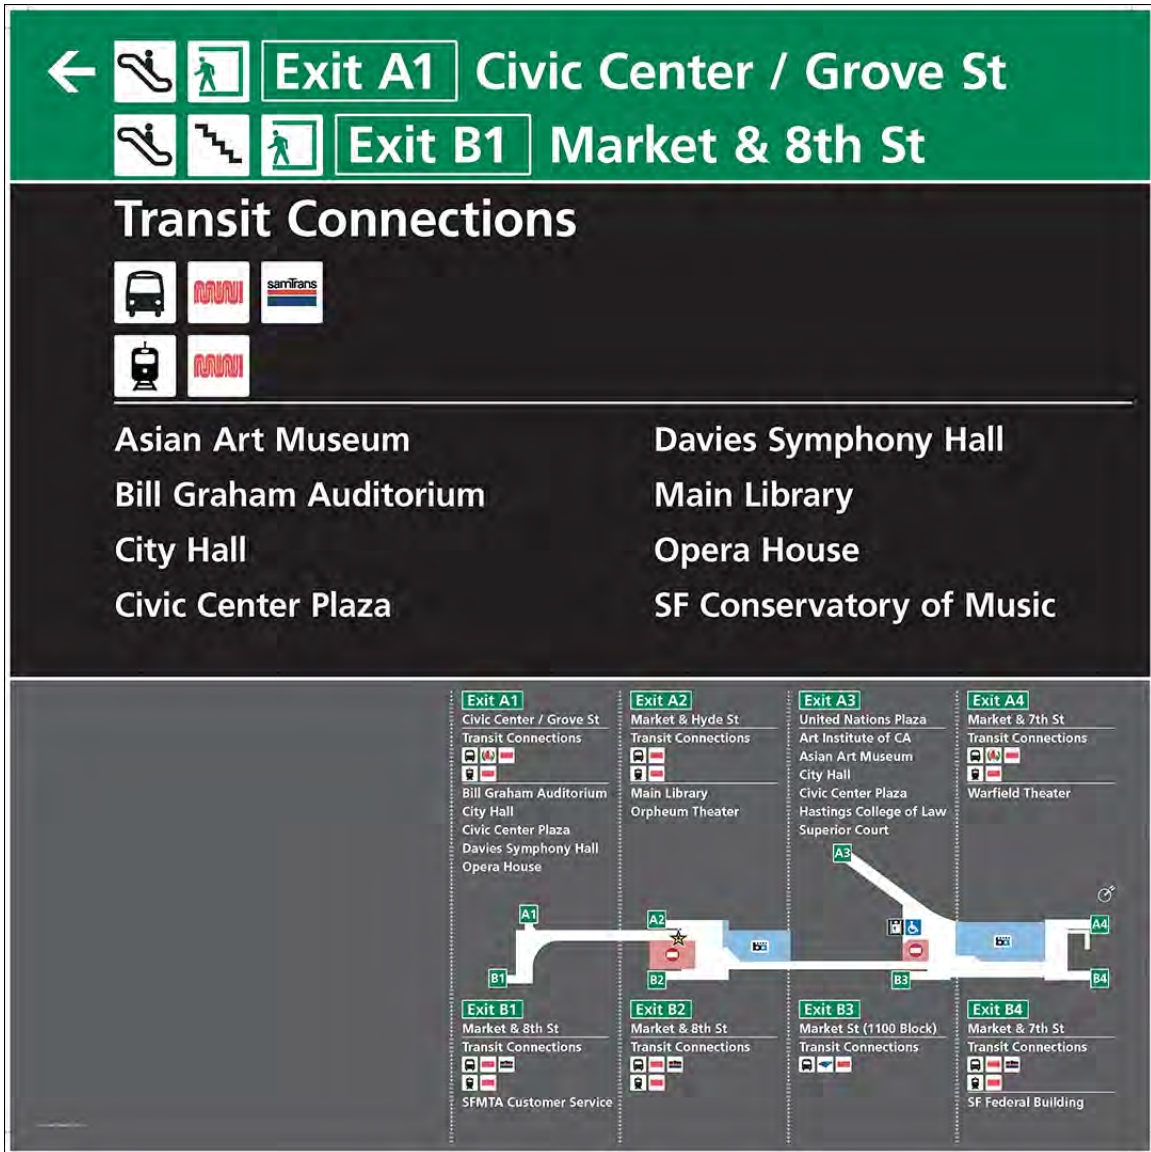 Exit A1 Civic Center / Grove St
Exit B1 Market & 8th St
Transit Connections
muni samTrans
muni
Asian Art Museum
Bill Graham Auditorium
City Hall
Civic Center Plaza
Davies Symphony Hall
Main Library
Opera House
SF Conservatory of Music
Exit A1
Civic Center / Grove St
Transit Connections
Bill Graham Auditorium
City Hall
Civic Center Plaza
Davies Symphony Hall
Opera House
Exit A2
Market & Hyde St
Transit Connections
Main Library
Orpheum Theater
Exit A3
United Nations Plaza
Art Institute of CA
Asian Art Museum
City Hall
Civic Center Plaza
Hastings College of Law
Superior Court
Exit A4
Market & 7th St
Transit Connections
Warfield Theater
A3
A1
A2
A4
B1
B2
B3
B4
Exit B1
Market & 8th St
Transit Connections
SFMTA Customer Service
Exit B2
Market & 8th St
Transit Connections
Exit B3
Market St (1100 Block)
Transit Connections
Exit B4
Market & 7th St
Transit Connections
SF Federal Building